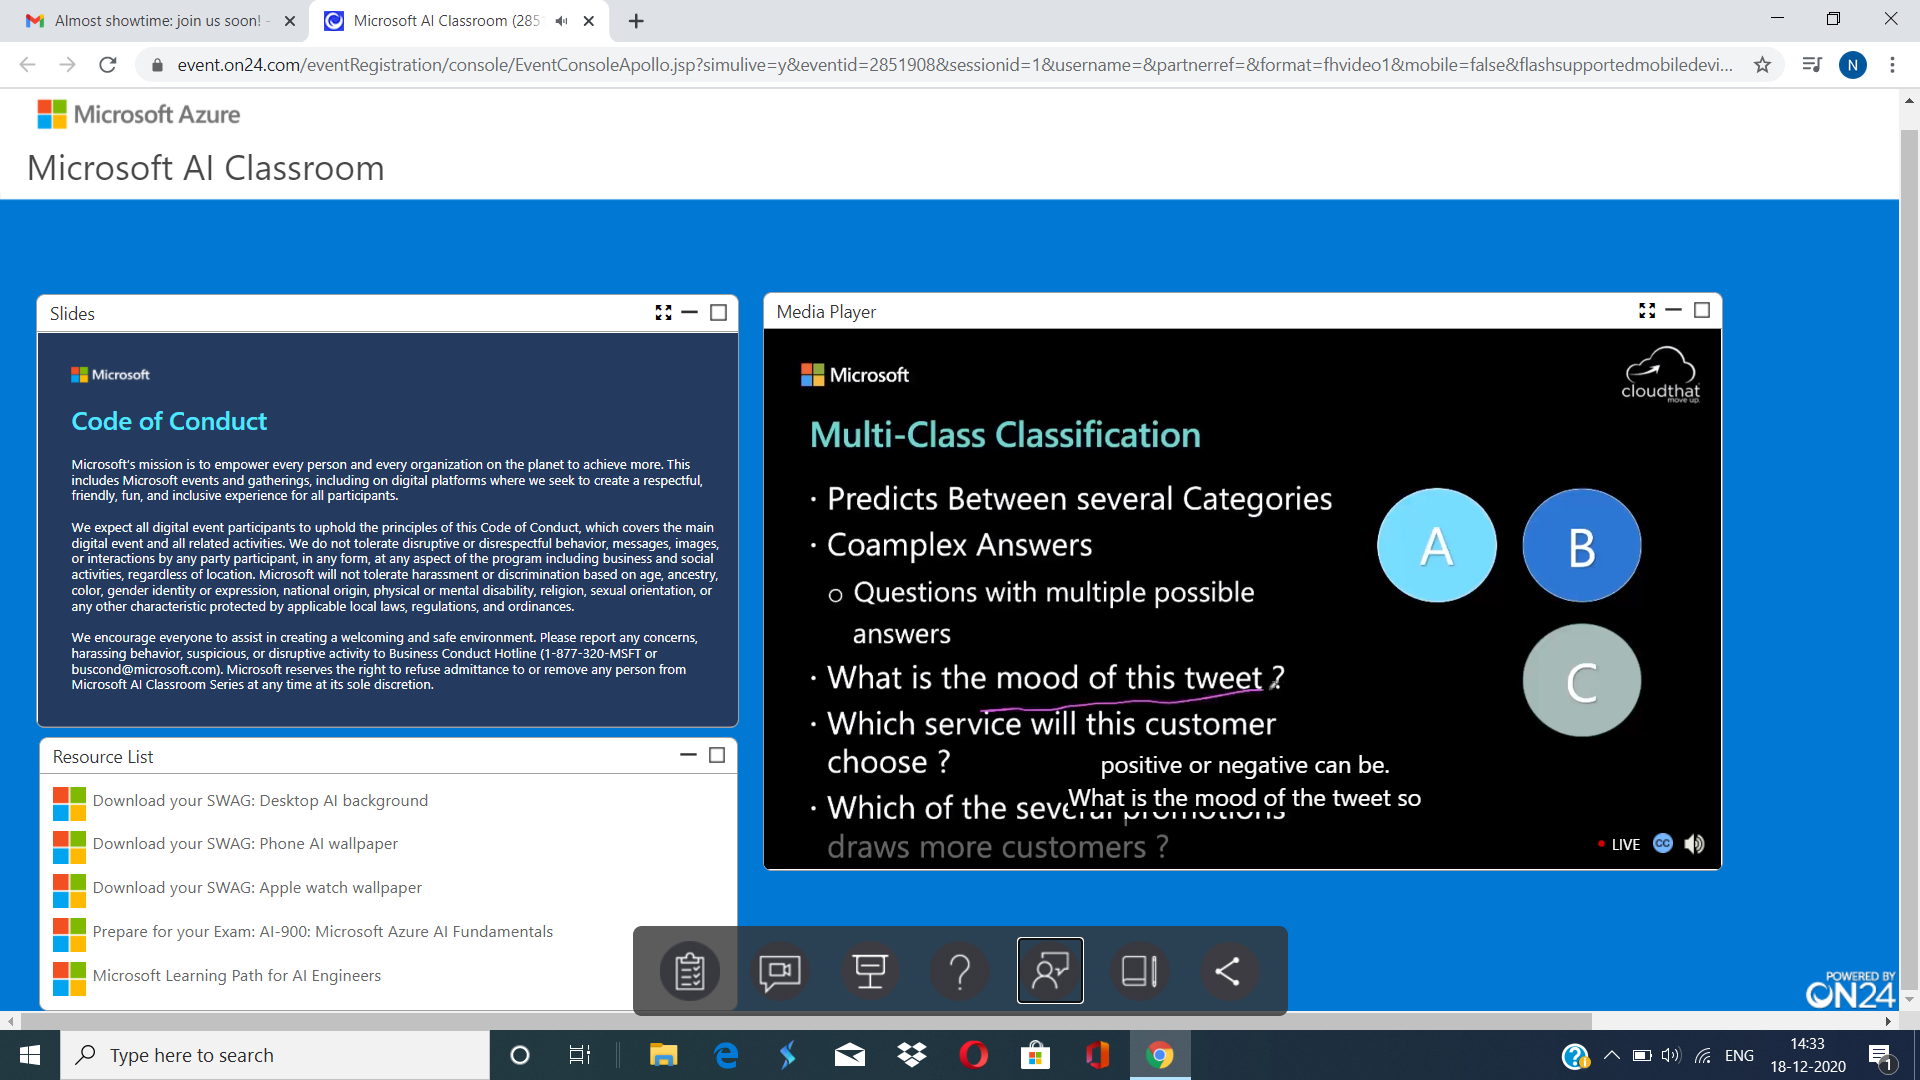 Almost showtime: join us soon! -
Microsoft AI Classroom (285
event.on24.com/eventRegistration/console/EventConsoleApollo.jsp?simulive=y&eventid=2851908&sessionid=1&username=&partnerref=&format=fhvideo1&mobile=false&flashsupportedmobiledevi...
N
Microsoft Azure
Microsoft AI Classroom
Slides
Microsoft
Code of Conduct
Microsoft's mission is to empower every person and every organization on the planet to achieve more. This
includes Microsoft events and gatherings, including on digital platforms where we seek to create a respectful,
friendly, fun, and inclusive experience for all participants.
We expect all digital event participants to uphold the principles of this Code of Conduct, which covers the main
digital event and all related activities. We do not tolerate disruptive or disrespectful behavior, messages, images,
or interactions by any party participant, in any form, at any aspect of the program including business and social
activities, regardless of location. Microsoft will not tolerate harassment or discrimination based on age, ancestry,
color, gender identity or expression, national origin, physical or mental disability, religion, sexual orientation, or
any other characteristic protected by applicable local laws, regulations, and ordinances.
We encourage everyone to assist in creating a welcoming and safe environment. Please report any concerns,
harassing behavior, suspicious, or disruptive activity to Business Conduct Hotline (1-877-320-MSFT or
buscond@microsoft.com). Microsoft reserves the right to refuse admittance to or remove any person from
Microsoft AI Classroom Series at any time at its sole discretion.
Resource List
Download your SWAG: Desktop AI background
Download your SWAG: Phone AI wallpaper
Download your SWAG: Apple watch wallpaper
Prepare for your Exam: AI-900: Microsoft Azure AI Fundamentals
Microsoft Learning Path for AI Engineers
Media Player
Microsoft
cloudthat
move up.
Multi-Class Classification
· Predicts Between several Categories
· Coamplex Answers
o Questions with multiple possible
answers
· What is the mood of this tweet ?
· Which service will this customer
choose ?
· Which of the several promotions
draws more customers ?
A
B
C
positive or negative can be.
What is the mood of the tweet so
LIVE
CC
POWERED BY
ON24
Type here to search
ENG
14:33
18-12-2020
1